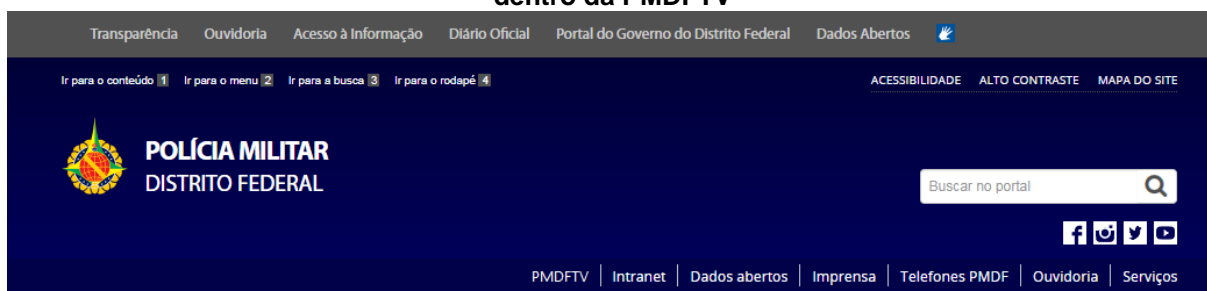 dentro da PMDFTV
Transparência Ouvidoria Acesso à Informação Diário Oficial Portal do Governo do Distrito Federal Dados Abertos
Ir para o conteúdo 1 Ir para o menu 2 Ir para a busca 3 Ir para o rodapé 4 ACESSIBILIDADE ALTO CONTRASTE MAPA DO SITE
POLÍCIA MILITAR
DISTRITO FEDERAL
Buscar no portal
PMDFTV Intranet Dados abertos Imprensa Telefones PMDF Ouvidoria Serviços